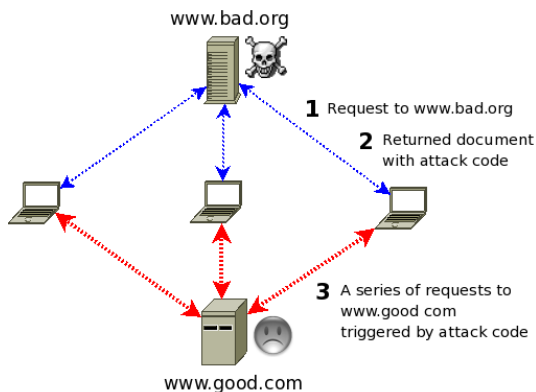 www.bad.org
1 Request to www.bad.org
2 Returned document
with attack code
3 A series of requests to
www.good com
triggered by attack code
www.good.com